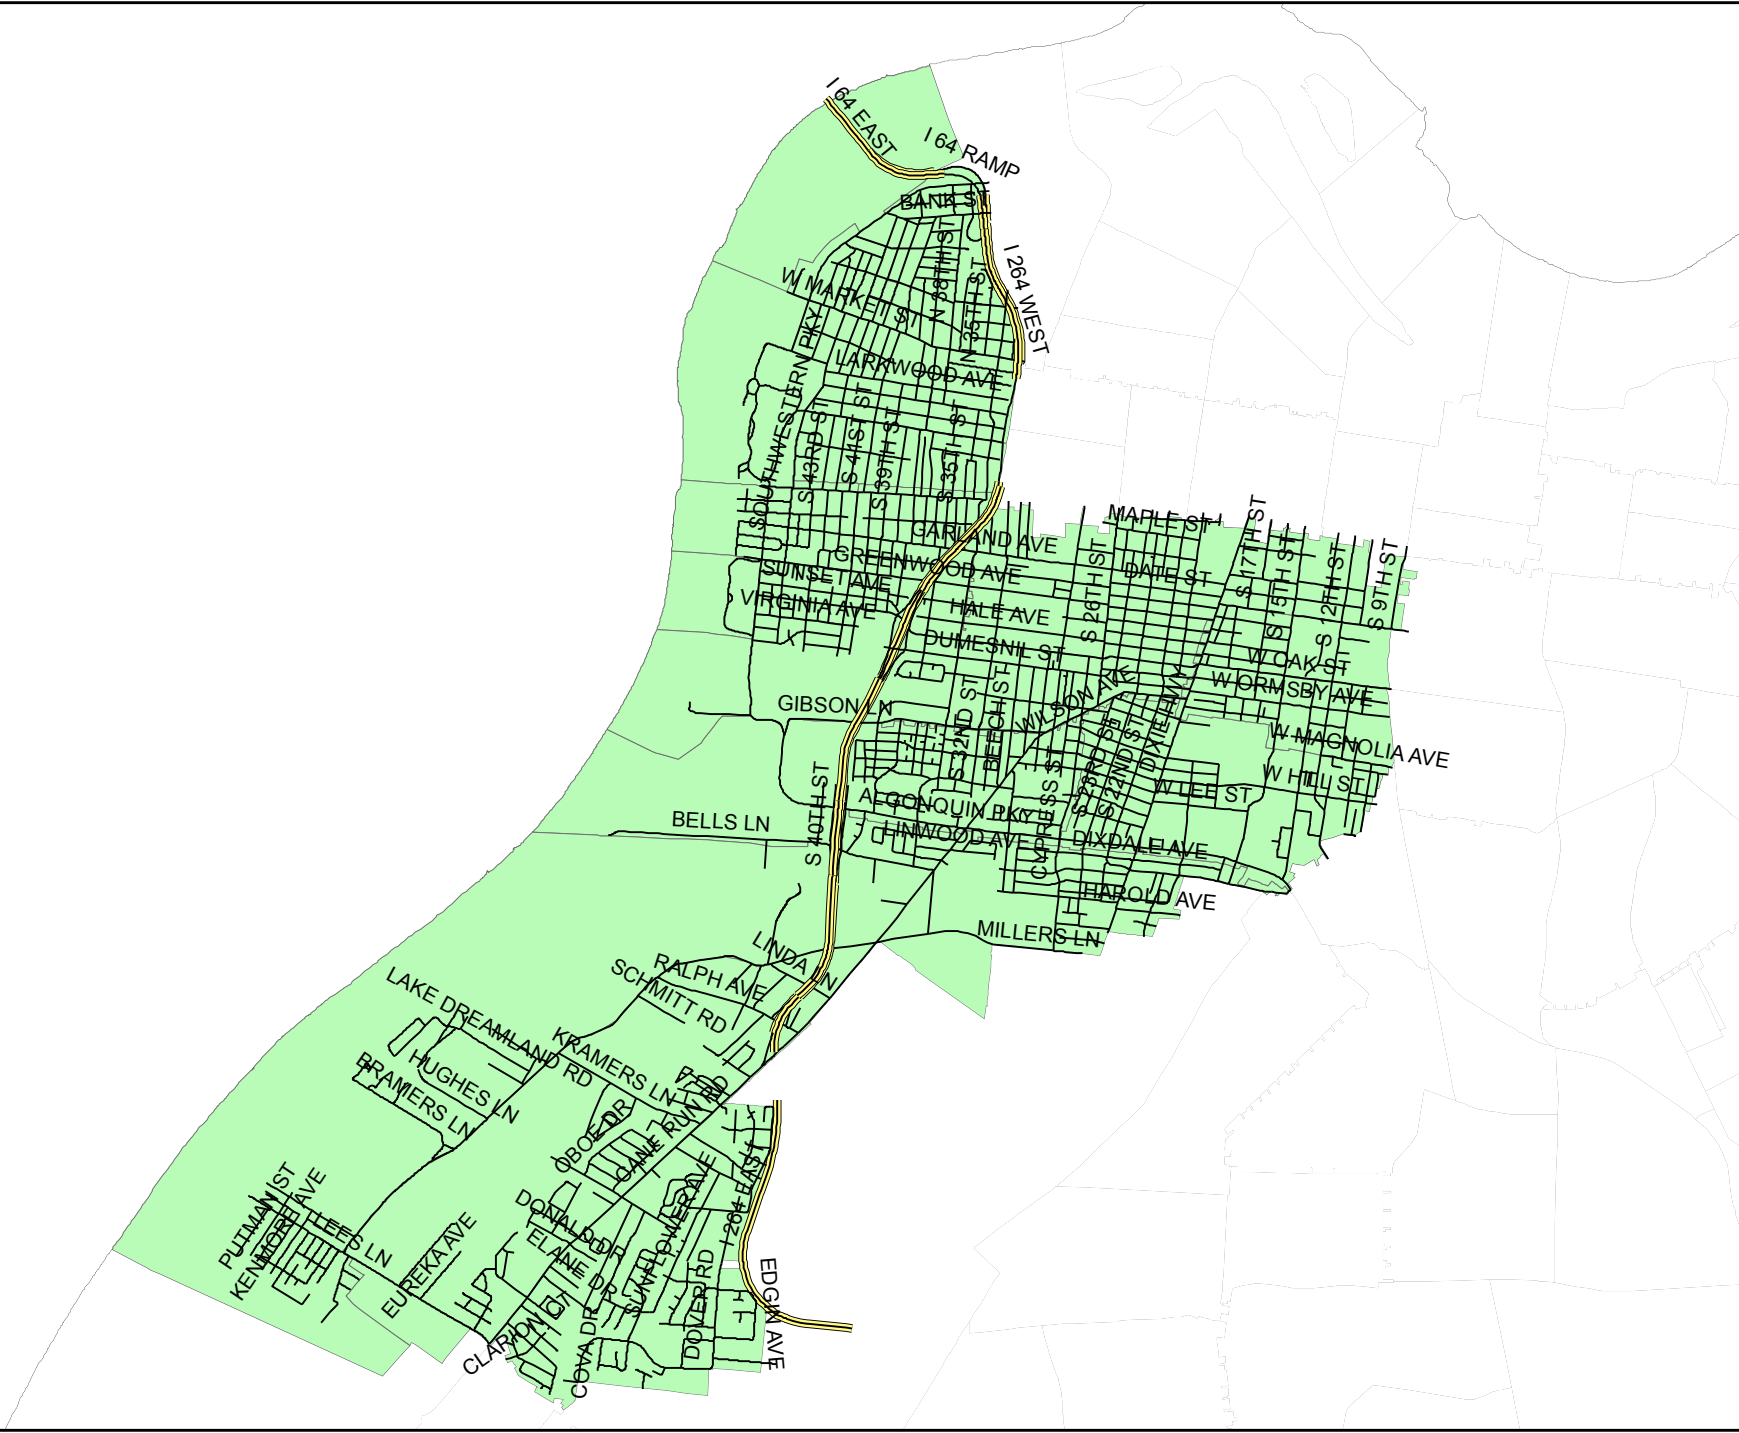 I 64 EAST
I 64 RAMP
BANK ST
I 264 WEST
N 38TH ST
N 35TH ST
W MARKET ST
LARKWOOD AVE
SOUTHWESTERN PKY
S 43RD ST
S 41ST ST
S 39TH ST
S 35TH ST
MAPLE ST
S 17TH ST
GARLAND AVE
S 26TH ST
S 15TH ST
S 12TH ST
S 9TH ST
GREENWOOD AVE
DATE ST
SUNSET AVE
VIRGINIA AVE
HALE AVE
DUMESNIL ST
W OAK ST
W ORMSBY AVE
GIBSON LN
WILSON AVE
S 32ND ST
BEECH ST
DIXIE HWY
S 23RD ST
S 22ND ST
W MAGNOLIA AVE
W HILL ST
W LEE ST
CYPRESS ST
ALGONQUIN PKY
S 40TH ST
BELLS LN
LINWOOD AVE
DIXDALE AVE
HAROLD AVE
MILLERS LN
LINDA LN
RALPH AVE
SCHMITT RD
LAKE DREAMLAND RD
KRAMERS LN
HUGHES LN
BRAMERS LN
CANE RUN RD
OBOE DR
I 264 EAST
SUNFLOWER AVE
PUTMAN ST
KENMORE AVE
LEES LN
EUREKA AVE
DONALD DR
ELANE DR
DOVER RD
EDGIN AVE
CLARION CT
COVA DR